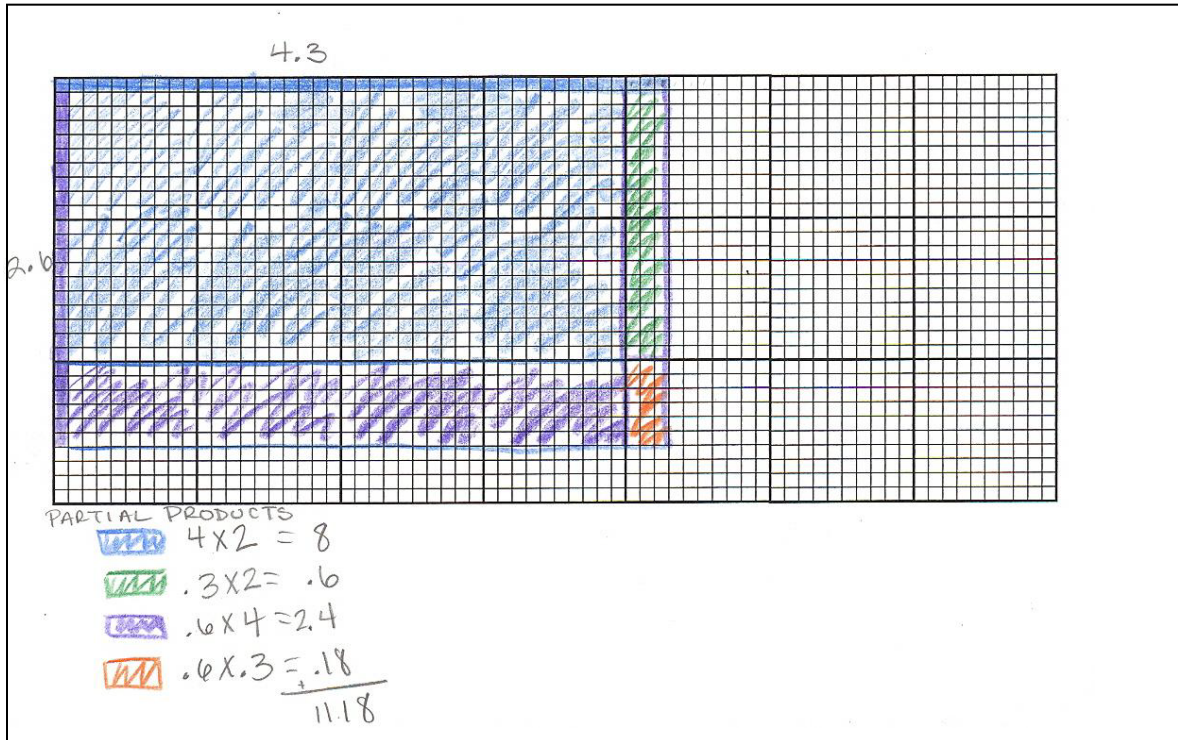 4.3
2.6
PARTIAL PRODUCTS
4X2 = 8
.3X2= .6
.6X4=2.4
.6X.3 = .18
+
11.18